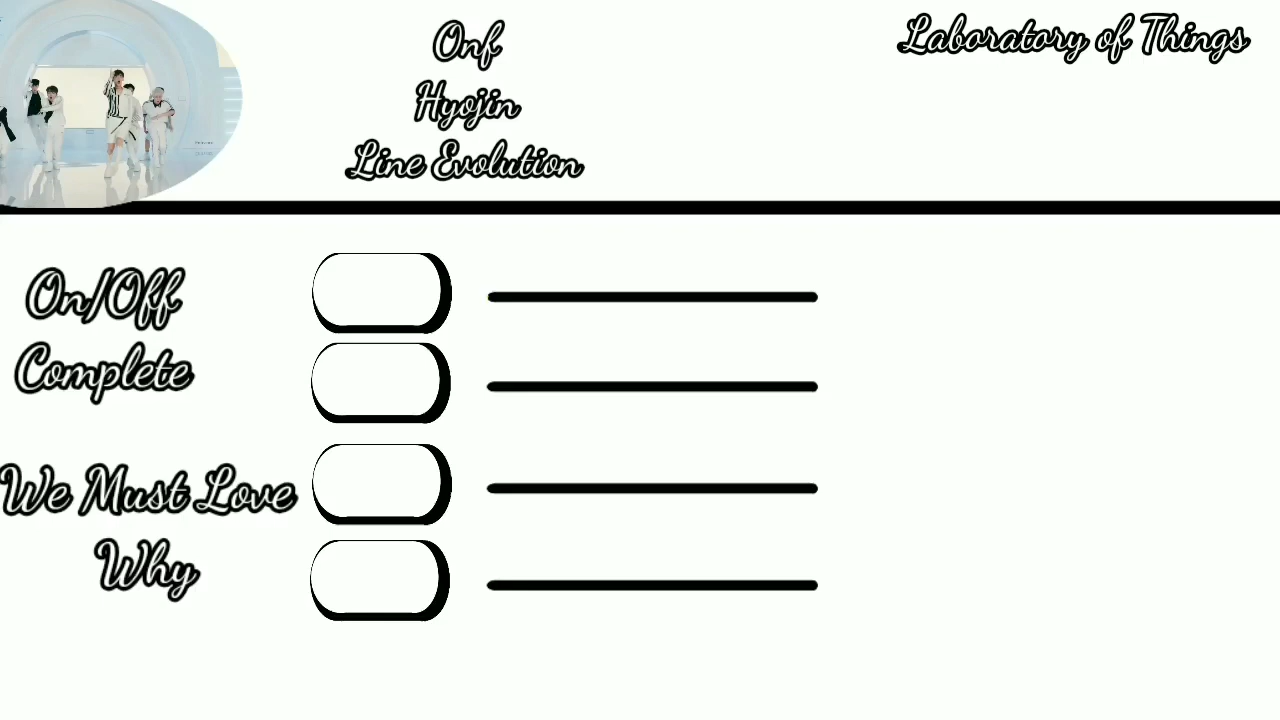 Onf
Hyojin
Line Evolution
Laboratory of Things
On/Off
Complete
We Must Love
Why